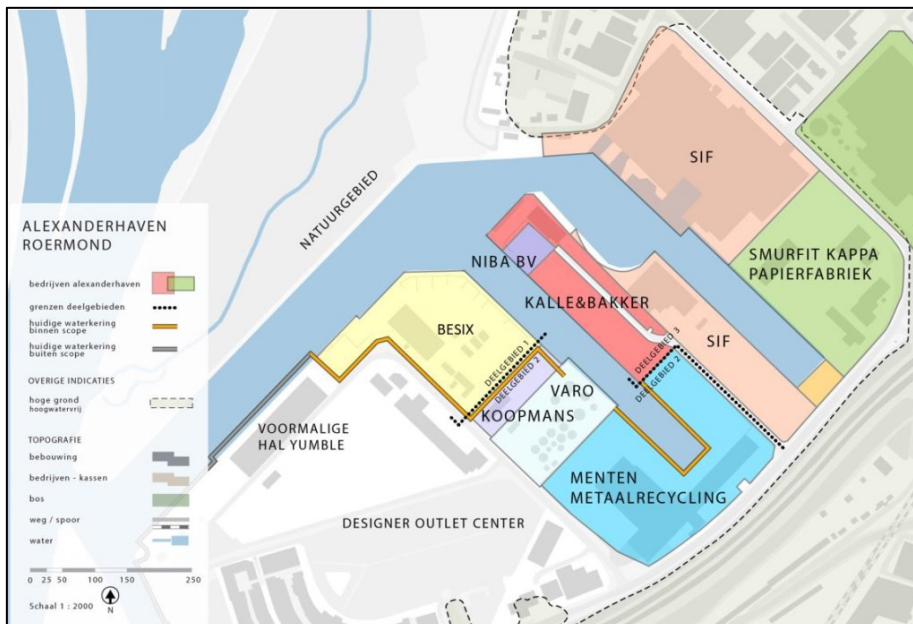 ALEXANDERHAVEN
ROERMOND
bedrijven alexanderhaven
grenzen deelgebieden
huidige waterkering
binnen scope
huidige waterkering
buiten scope
OVERIGE INDICATIES
hoge grond
hoogwatervrij
TOPOGRAFIE
bebouwing
bedrijven - kassen
bos
weg / spoor
water
0 25 50 100 150 250
Schaal 1 : 2000
N
NATUURGEBIED
SIF
SMURFIT KAPPA
PAPIERFABRIEK
NIBA BV
KALLE&BAKKER
BESIX
SIF
DEELGEBIED 3
DEELGEBIED 2
DEELGEBIED 1
DEELGEBIED 2
VARO
KOOPMANS
VOORMALIGE
HAL YUMBLE
MENTEN
METAALRECYCLING
DESIGNER OUTLET CENTER